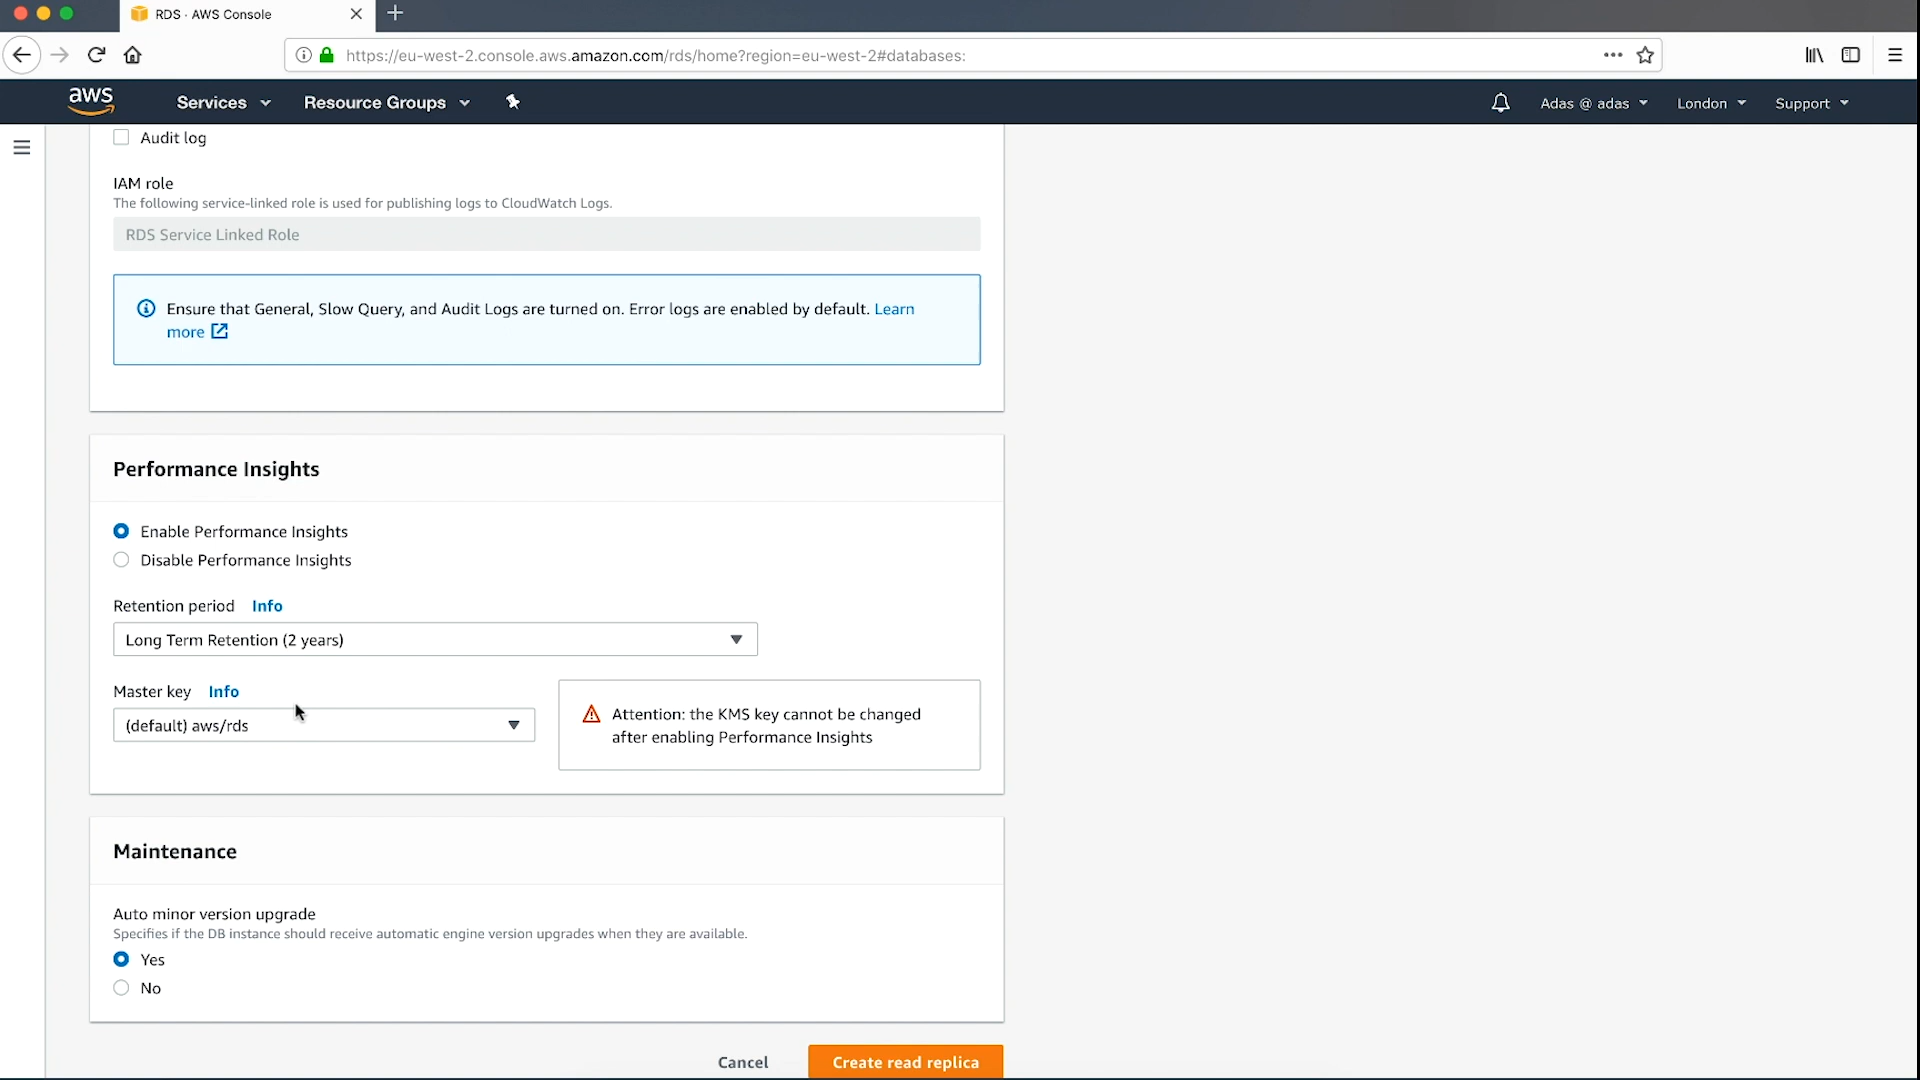 RDS · AWS Console
https://eu-west-2.console.aws.amazon.com/rds/home?region=eu-west-2#databases:
aws Services Resource Groups Adas @ adas London Support
Audit log
IAM role
The following service-linked role is used for publishing logs to CloudWatch Logs.
RDS Service Linked Role
Ensure that General, Slow Query, and Audit Logs are turned on. Error logs are enabled by default. Learn
more
Performance Insights
Enable Performance Insights
Disable Performance Insights
Retention period Info
Long Term Retention (2 years)
Master key Info
(default) aws/rds
Attention: the KMS key cannot be changed
after enabling Performance Insights
Maintenance
Auto minor version upgrade
Specifies if the DB instance should receive automatic engine version upgrades when they are available.
Yes
No
Cancel Create read replica